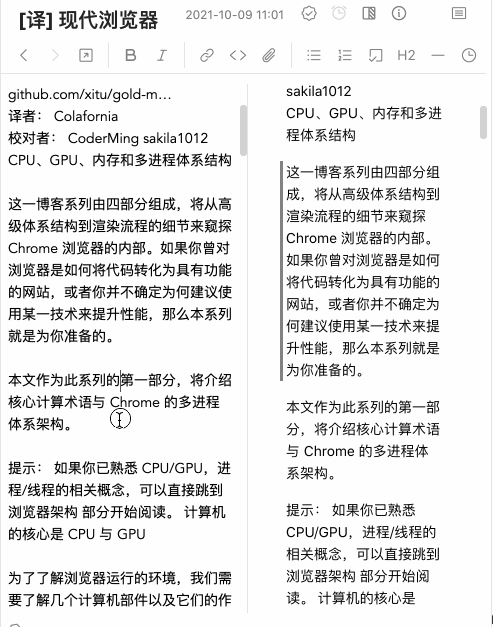 [译] 现代浏览器
2021-10-09 11:01
B I H2
github.com/xitu/gold-m…
译者： Colafornia
校对者： CoderMing sakila1012
CPU、GPU、内存和多进程体系结构
这一博客系列由四部分组成，将从高
级体系结构到渲染流程的细节来窥探
Chrome 浏览器的内部。如果你曾对
浏览器是如何将代码转化为具有功能
的网站，或者你并不确定为何建议使
用某一技术来提升性能，那么本系列
就是为你准备的。
本文作为此系列的第一部分，将介绍
核心计算术语与 Chrome 的多进程
体系架构。
提示： 如果你已熟悉 CPU/GPU，进
程/线程的相关概念，可以直接跳到
浏览器架构 部分开始阅读。 计算机
的核心是 CPU 与 GPU
为了了解浏览器运行的环境，我们需
要了解几个计算机部件以及它们的作
sakila1012
CPU、GPU、内存和多进
程体系结构
这一博客系列由四部分组
成，将从高级体系结构到
渲染流程的细节来窥探
Chrome 浏览器的内部。
如果你曾对浏览器是如何
将代码转化为具有功能的
网站，或者你并不确定为
何建议使用某一技术来提
升性能，那么本系列就是
为你准备的。
本文作为此系列的第一部
分，将介绍核心计算术语
与 Chrome 的多进程体
系架构。
提示： 如果你已熟悉
CPU/GPU，进程/线程的
相关概念，可以直接跳到
浏览器架构 部分开始阅
读。 计算机的核心是